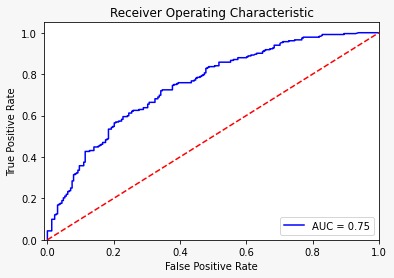 Receiver Operating Characteristic
True Positive Rate
1.0
0.8
0.6
0.4
0.2
0.0
AUC = 0.75
0.0 0.2 0.4 0.6 0.8 1.0
False Positive Rate